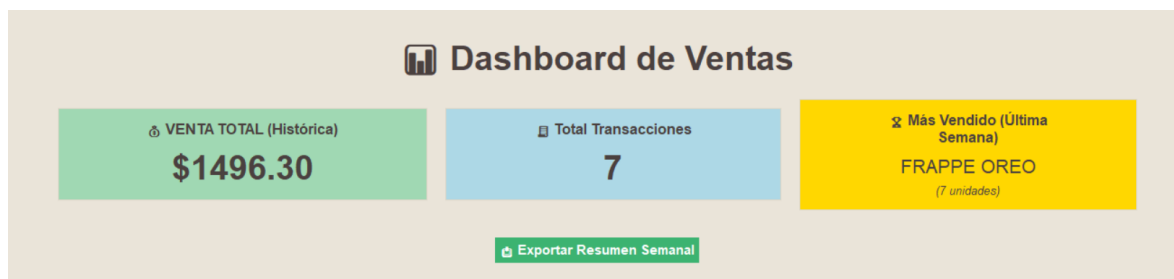 Dashboard de Ventas
VENTA TOTAL (Histórica)
$1496.30
Total Transacciones
7
Más Vendido (Última
Semana)
FRAPPE OREO
(7 unidades)
Exportar Resumen Semanal